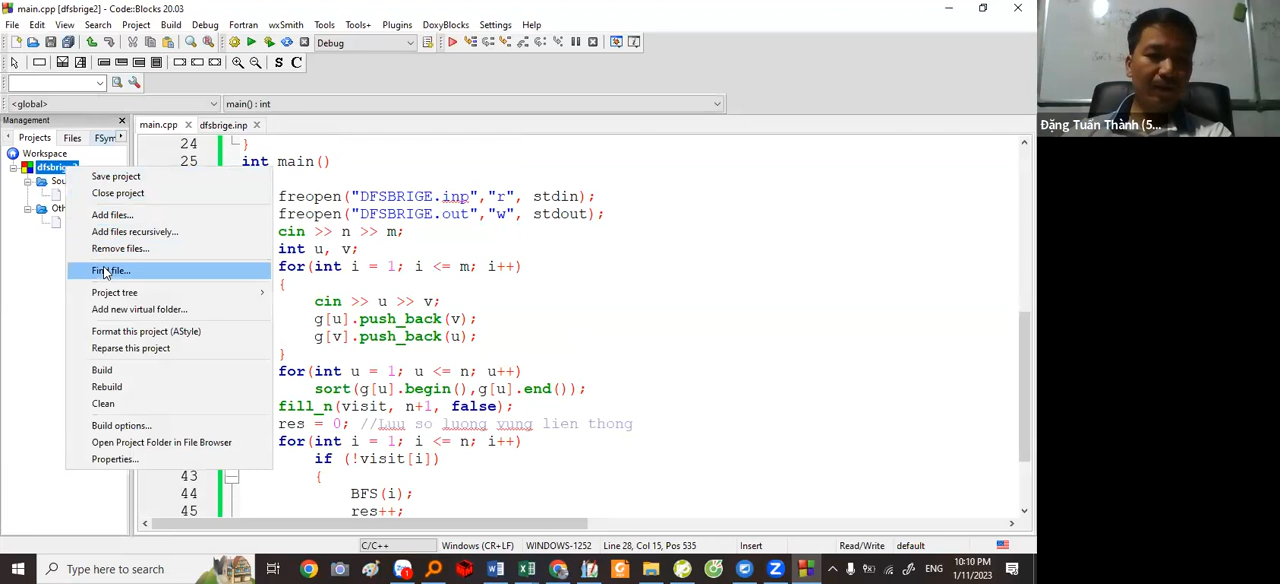 main.cpp [dfsbrige2] - Code::Blocks 20.03
File Edit View Search Project Build Debug Fortran wxSmith Tools Tools+ Plugins DoxyBlocks Settings Help
Debug
S C
<global>
main() : int
Management
Projects Files FSym
main.cpp dfsbrige.inp
Workspace
dfsbrige2
Sou
Oth
Save project
Close project
Add files...
Add files recursively...
Remove files...
Find file...
Project tree
Add new virtual folder...
Format this project (AStyle)
Reparse this project
Build
Rebuild
Clean
Build options...
Open Project Folder in File Browser
Properties...
24 }
25 int main()
freopen("DFSBRIGE.inp","r", stdin);
freopen("DFSBRIGE.out","w", stdout);
cin >> n >> m;
int u, v;
for(int i = 1; i <= m; i++)
{
cin >> u >> v;
g[u].push_back(v);
g[v].push_back(u);
}
for(int u = 1; u <= n; u++)
sort(g[u].begin(),g[u].end());
fill_n(visit, n+1, false);
res = 0; //Luu so luong vung lien thong
for(int i = 1; i <= n; i++)
if (!visit[i])
43 {
44 BFS(i);
45 res++;
C/C++ Windows (CR+LF) WINDOWS-1252 Line 28, Col 15, Pos 535 Insert Read/Write default
Type here to search
ENG
10:10 PM
1/11/2023
Đặng Tuấn Thành (5...